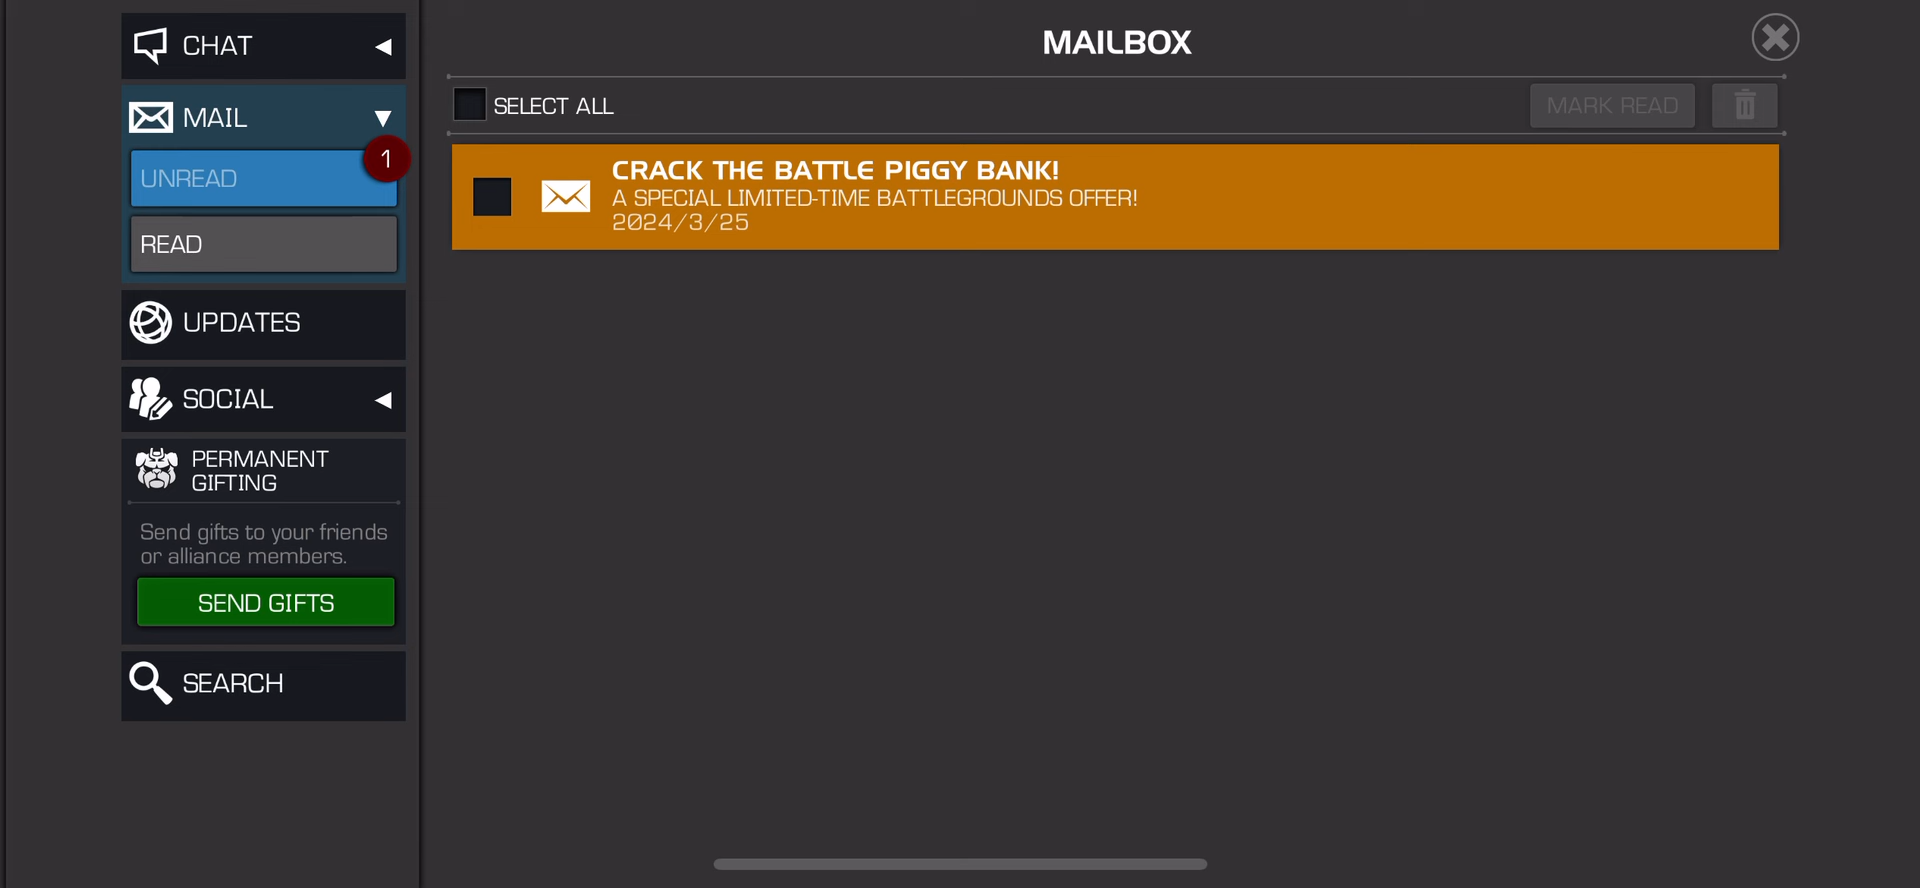 CHAT
MAIL
1
UNREAD
READ
UPDATES
SOCIAL
PERMANENT
GIFTING
Send gifts to your friends
or alliance members.
SEND GIFTS
SEARCH
MAILBOX
SELECT ALL
MARK READ
CRACK THE BATTLE PIGGY BANK!
A SPECIAL LIMITED-TIME BATTLEGROUNDS OFFER!
2024/3/25